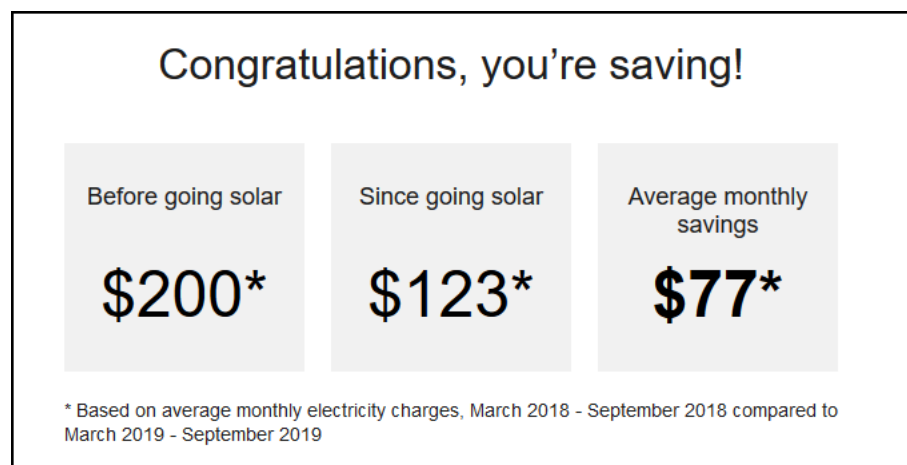 Congratulations, you’re saving!
Before going solar
$200*
Since going solar
$123*
Average monthly
savings
$77*
* Based on average monthly electricity charges, March 2018 - September 2018 compared to
March 2019 - September 2019